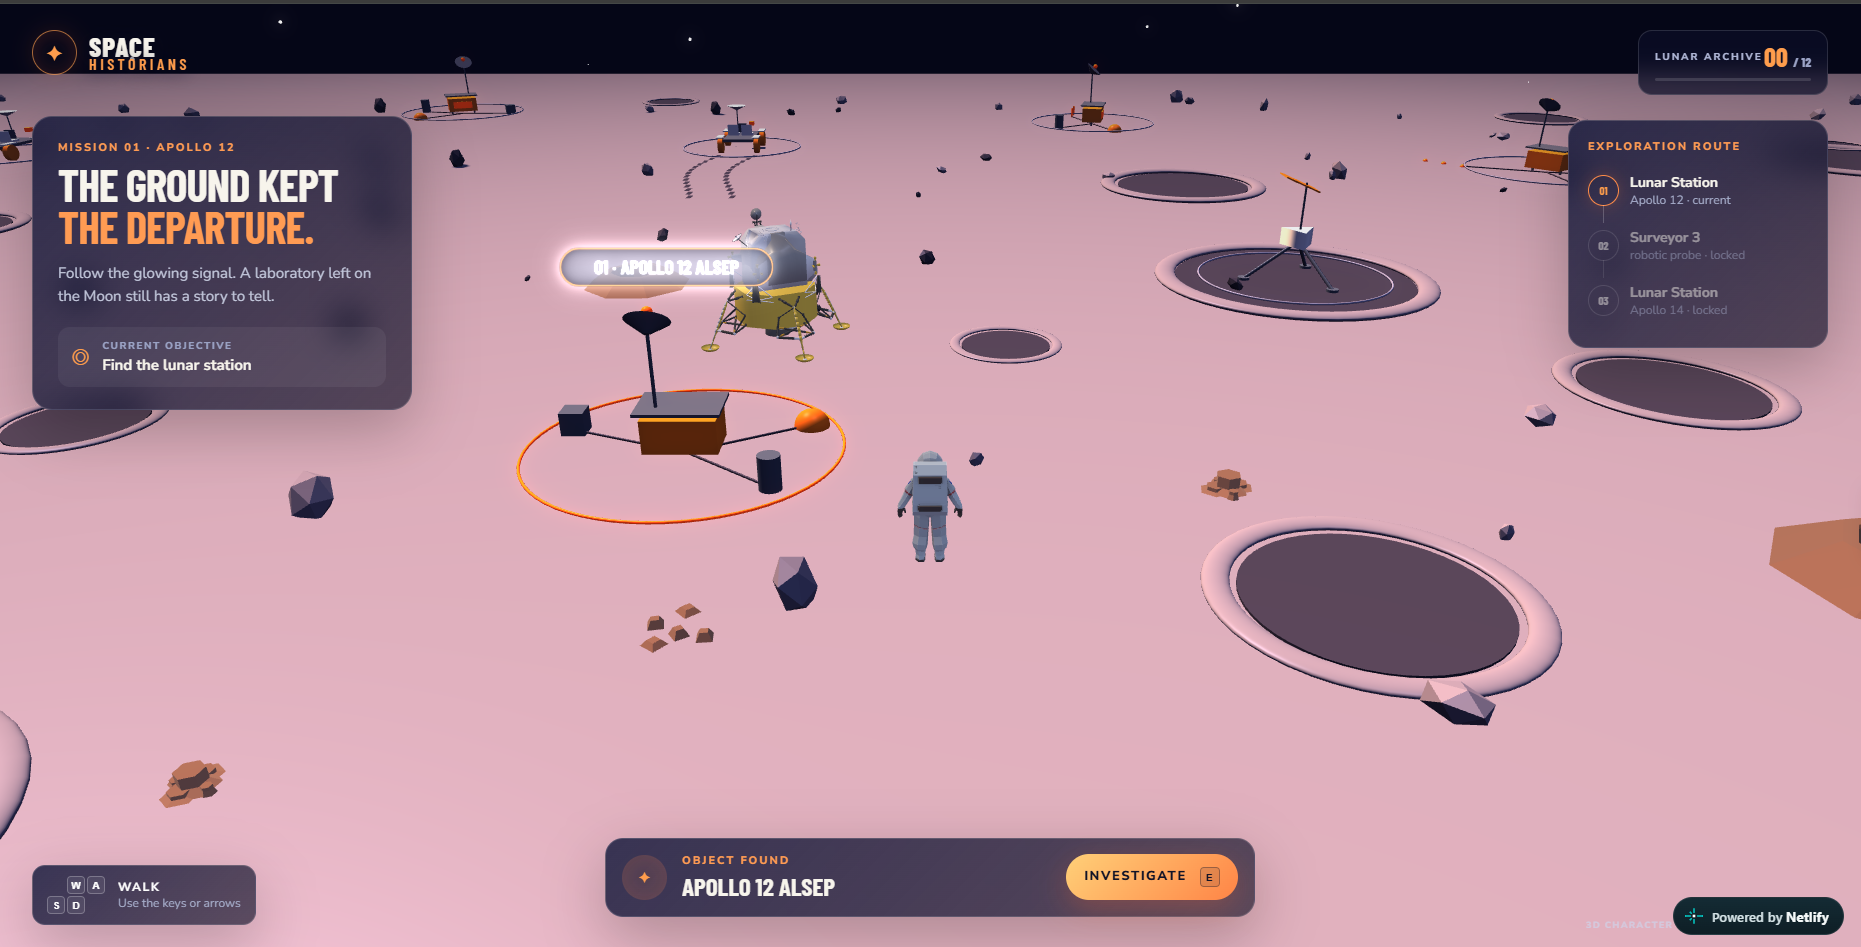 SPACE
HISTORIANS
LUNAR ARCHIVE 00 / 12
MISSION 01 · APOLLO 12
THE GROUND KEPT
THE DEPARTURE.
Follow the glowing signal. A laboratory left on
the Moon still has a story to tell.
CURRENT OBJECTIVE
Find the lunar station
EXPLORATION ROUTE
01
Lunar Station
Apollo 12 · current
02
Surveyor 3
robotic probe · locked
03
Lunar Station
Apollo 14 · locked
01 · APOLLO 12 ALSEP
W A
S D
WALK
Use the keys or arrows
OBJECT FOUND
APOLLO 12 ALSEP
INVESTIGATE E
3D CHARACTER
Powered by Netlify